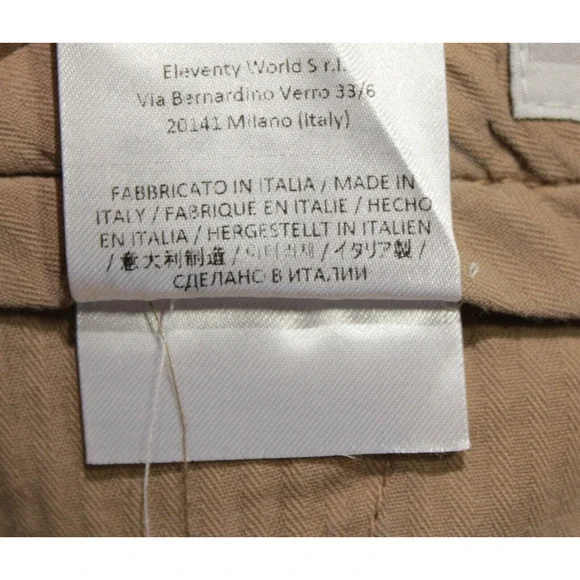 Eleventy World S.r.l.
Via Bernardino Verro 33/6
20141 Milano (Italy)
FABBRICATO IN ITALIA / MADE IN
ITALY / FABRIQUE EN ITALIE / HECHO
EN ITALIA / HERGESTELLT IN ITALIEN
/ 意大利制造 / / イタリア製 /
СДЕЛАНО В ИТАЛИИ